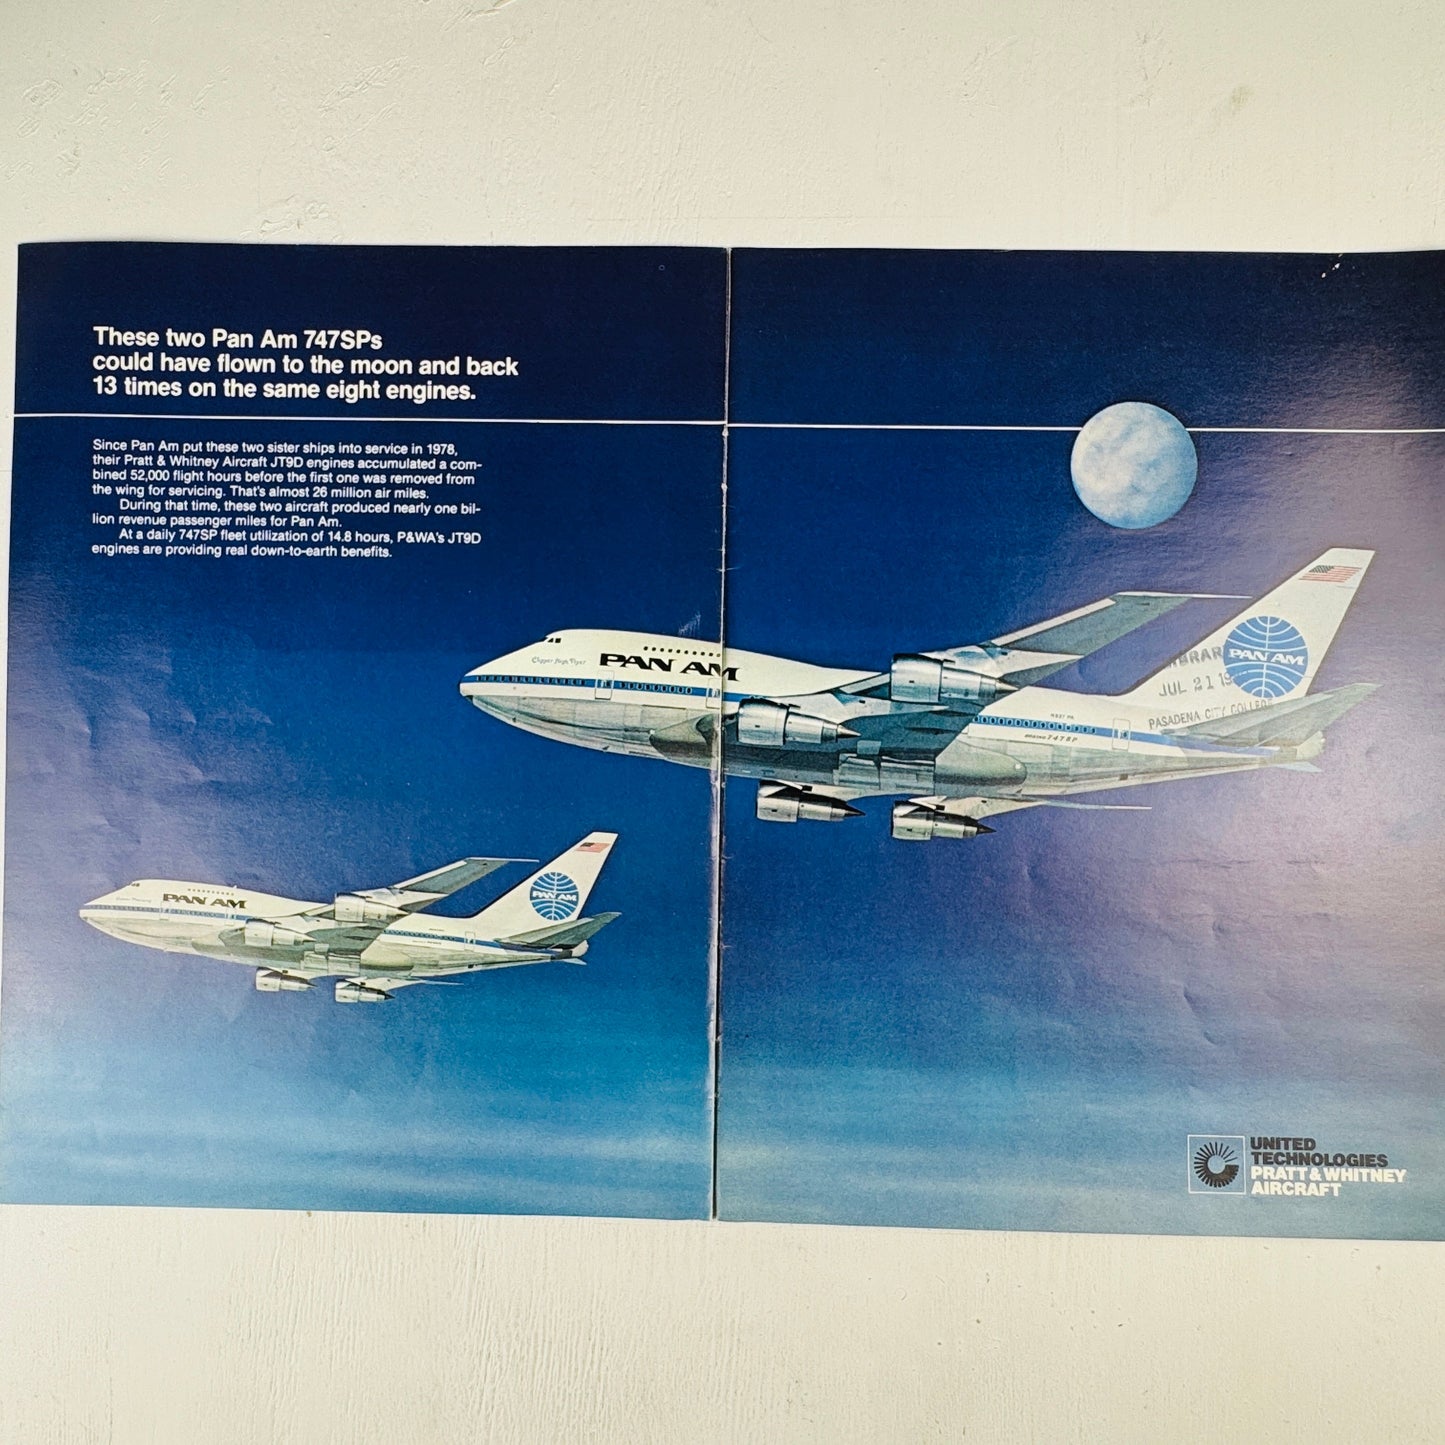 These two Pan Am 747SPs
could have flown to the moon and back
13 times on the same eight engines.
Since Pan Am put these two sister ships into service in 1978,
their Pratt & Whitney Aircraft JT9D engines accumulated a com-
bined 52,000 flight hours before the first one was removed from
the wing for servicing. That's almost 26 million air miles.
During that time, these two aircraft produced nearly one bil-
lion revenue passenger miles for Pan Am.
At a daily 747SP fleet utilization of 14.8 hours, P&WA's JT9D
engines are providing real down-to-earth benefits.
Clipper High Flyer
PAN AM
PAN AM
JUL 21
PASADENA CITY COLLEGE
BOEING 747SP
PAN AM
PAN AM
UNITED
TECHNOLOGIES
PRATT & WHITNEY
AIRCRAFT